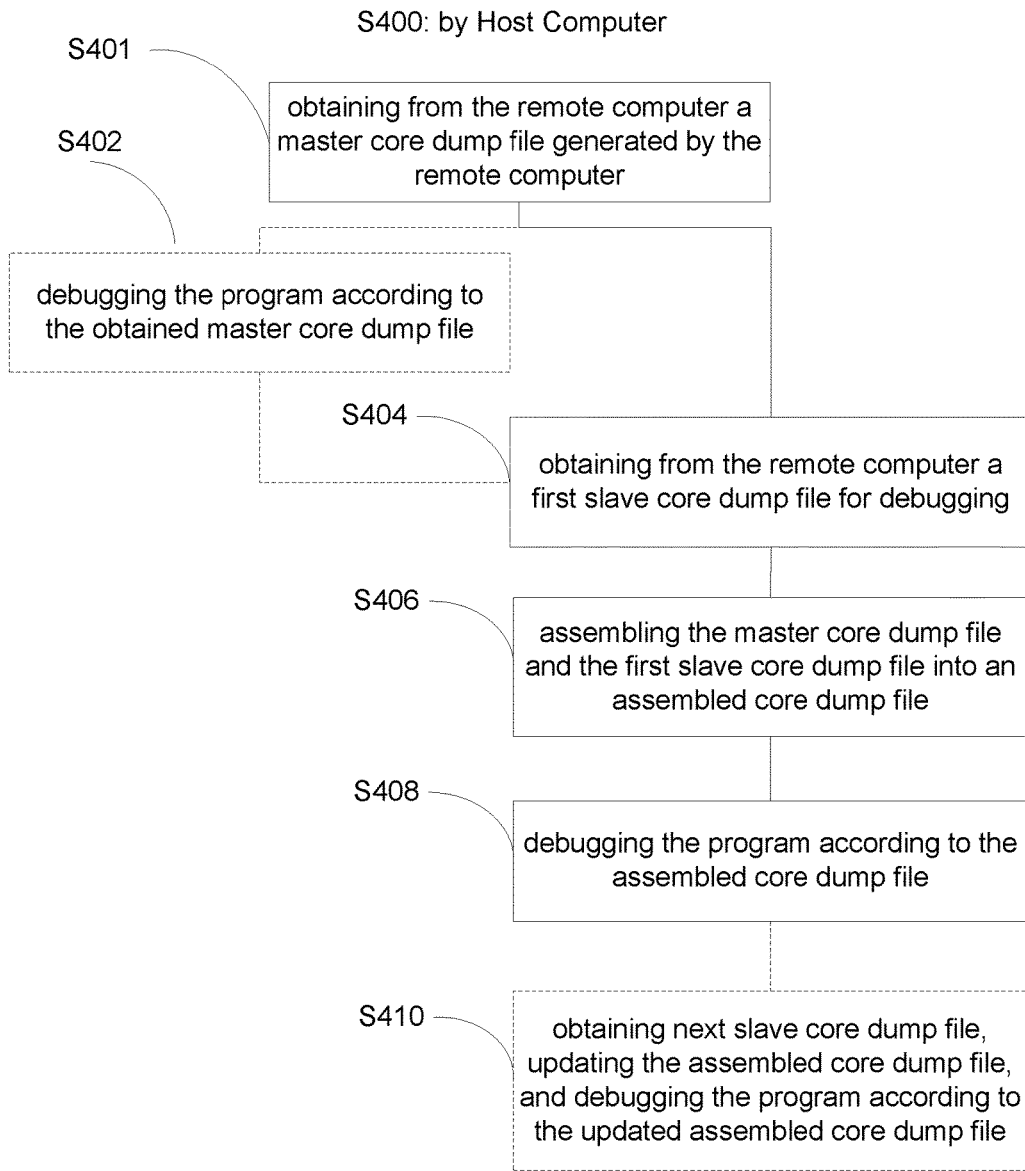 S400: by Host Computer
S401
obtaining from the remote computer a
master core dump file generated by the
remote computer
S402
debugging the program according to
the obtained master core dump file
S404
obtaining from the remote computer a
first slave core dump file for debugging
S406
assembling the master core dump file
and the first slave core dump file into an
assembled core dump file
S408
debugging the program according to the
assembled core dump file
S410
obtaining next slave core dump file,
updating the assembled core dump file,
and debugging the program according to
the updated assembled core dump file